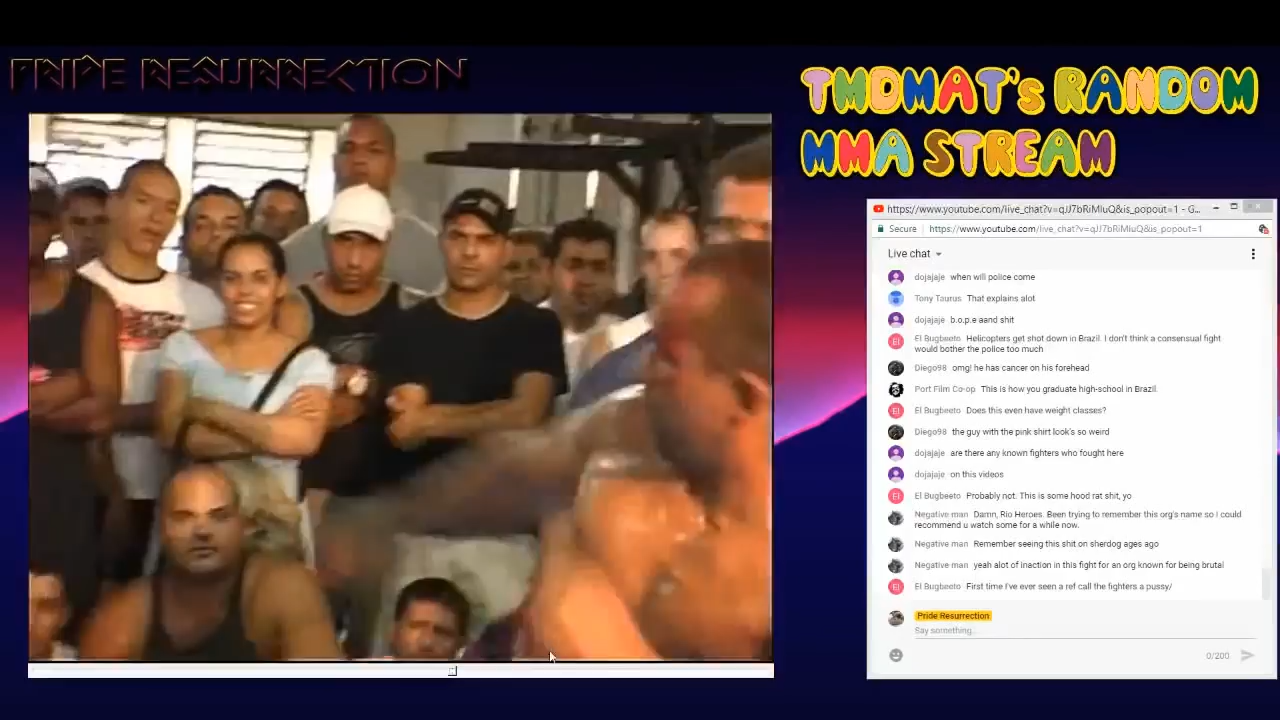 PRIDE RESURRECTION
TMDMAT's RANDOM
MMA STREAM
https://www.youtube.com/live_chat?v=qJJ7bRiMluQ&is_popout=1 - G...
Secure
https://www.youtube.com/live_chat?v=qJJ7bRiMluQ&is_popout=1
Live chat
dojajaje when will police come
Tony Taurus That explains alot
dojajaje b.o.p.e aand shit
El Bugbeeto Helicopters get shot down in Brazil. I don't think a consensual fight
would bother the police too much
Diego98 omg! he has cancer on his forehead
Port Film Co-op This is how you graduate high-school in Brazil.
El Bugbeeto Does this even have weight classes?
Diego98 the guy with the pink shirt look's so weird
dojajaje are there any known fighters who fought here
dojajaje on this videos
El Bugbeeto Probably not. This is some hood rat shit, yo
Negative man Damn, Rio Heroes. Been trying to remember this org's name so I could
recommend u watch some for a while now.
Negative man Remember seeing this shit on sherdog ages ago
Negative man yeah alot of inaction in this fight for an org known for being brutal
El Bugbeeto First time I've ever seen a ref call the fighters a pussy/
Pride Resurrection
Say something...
0/200